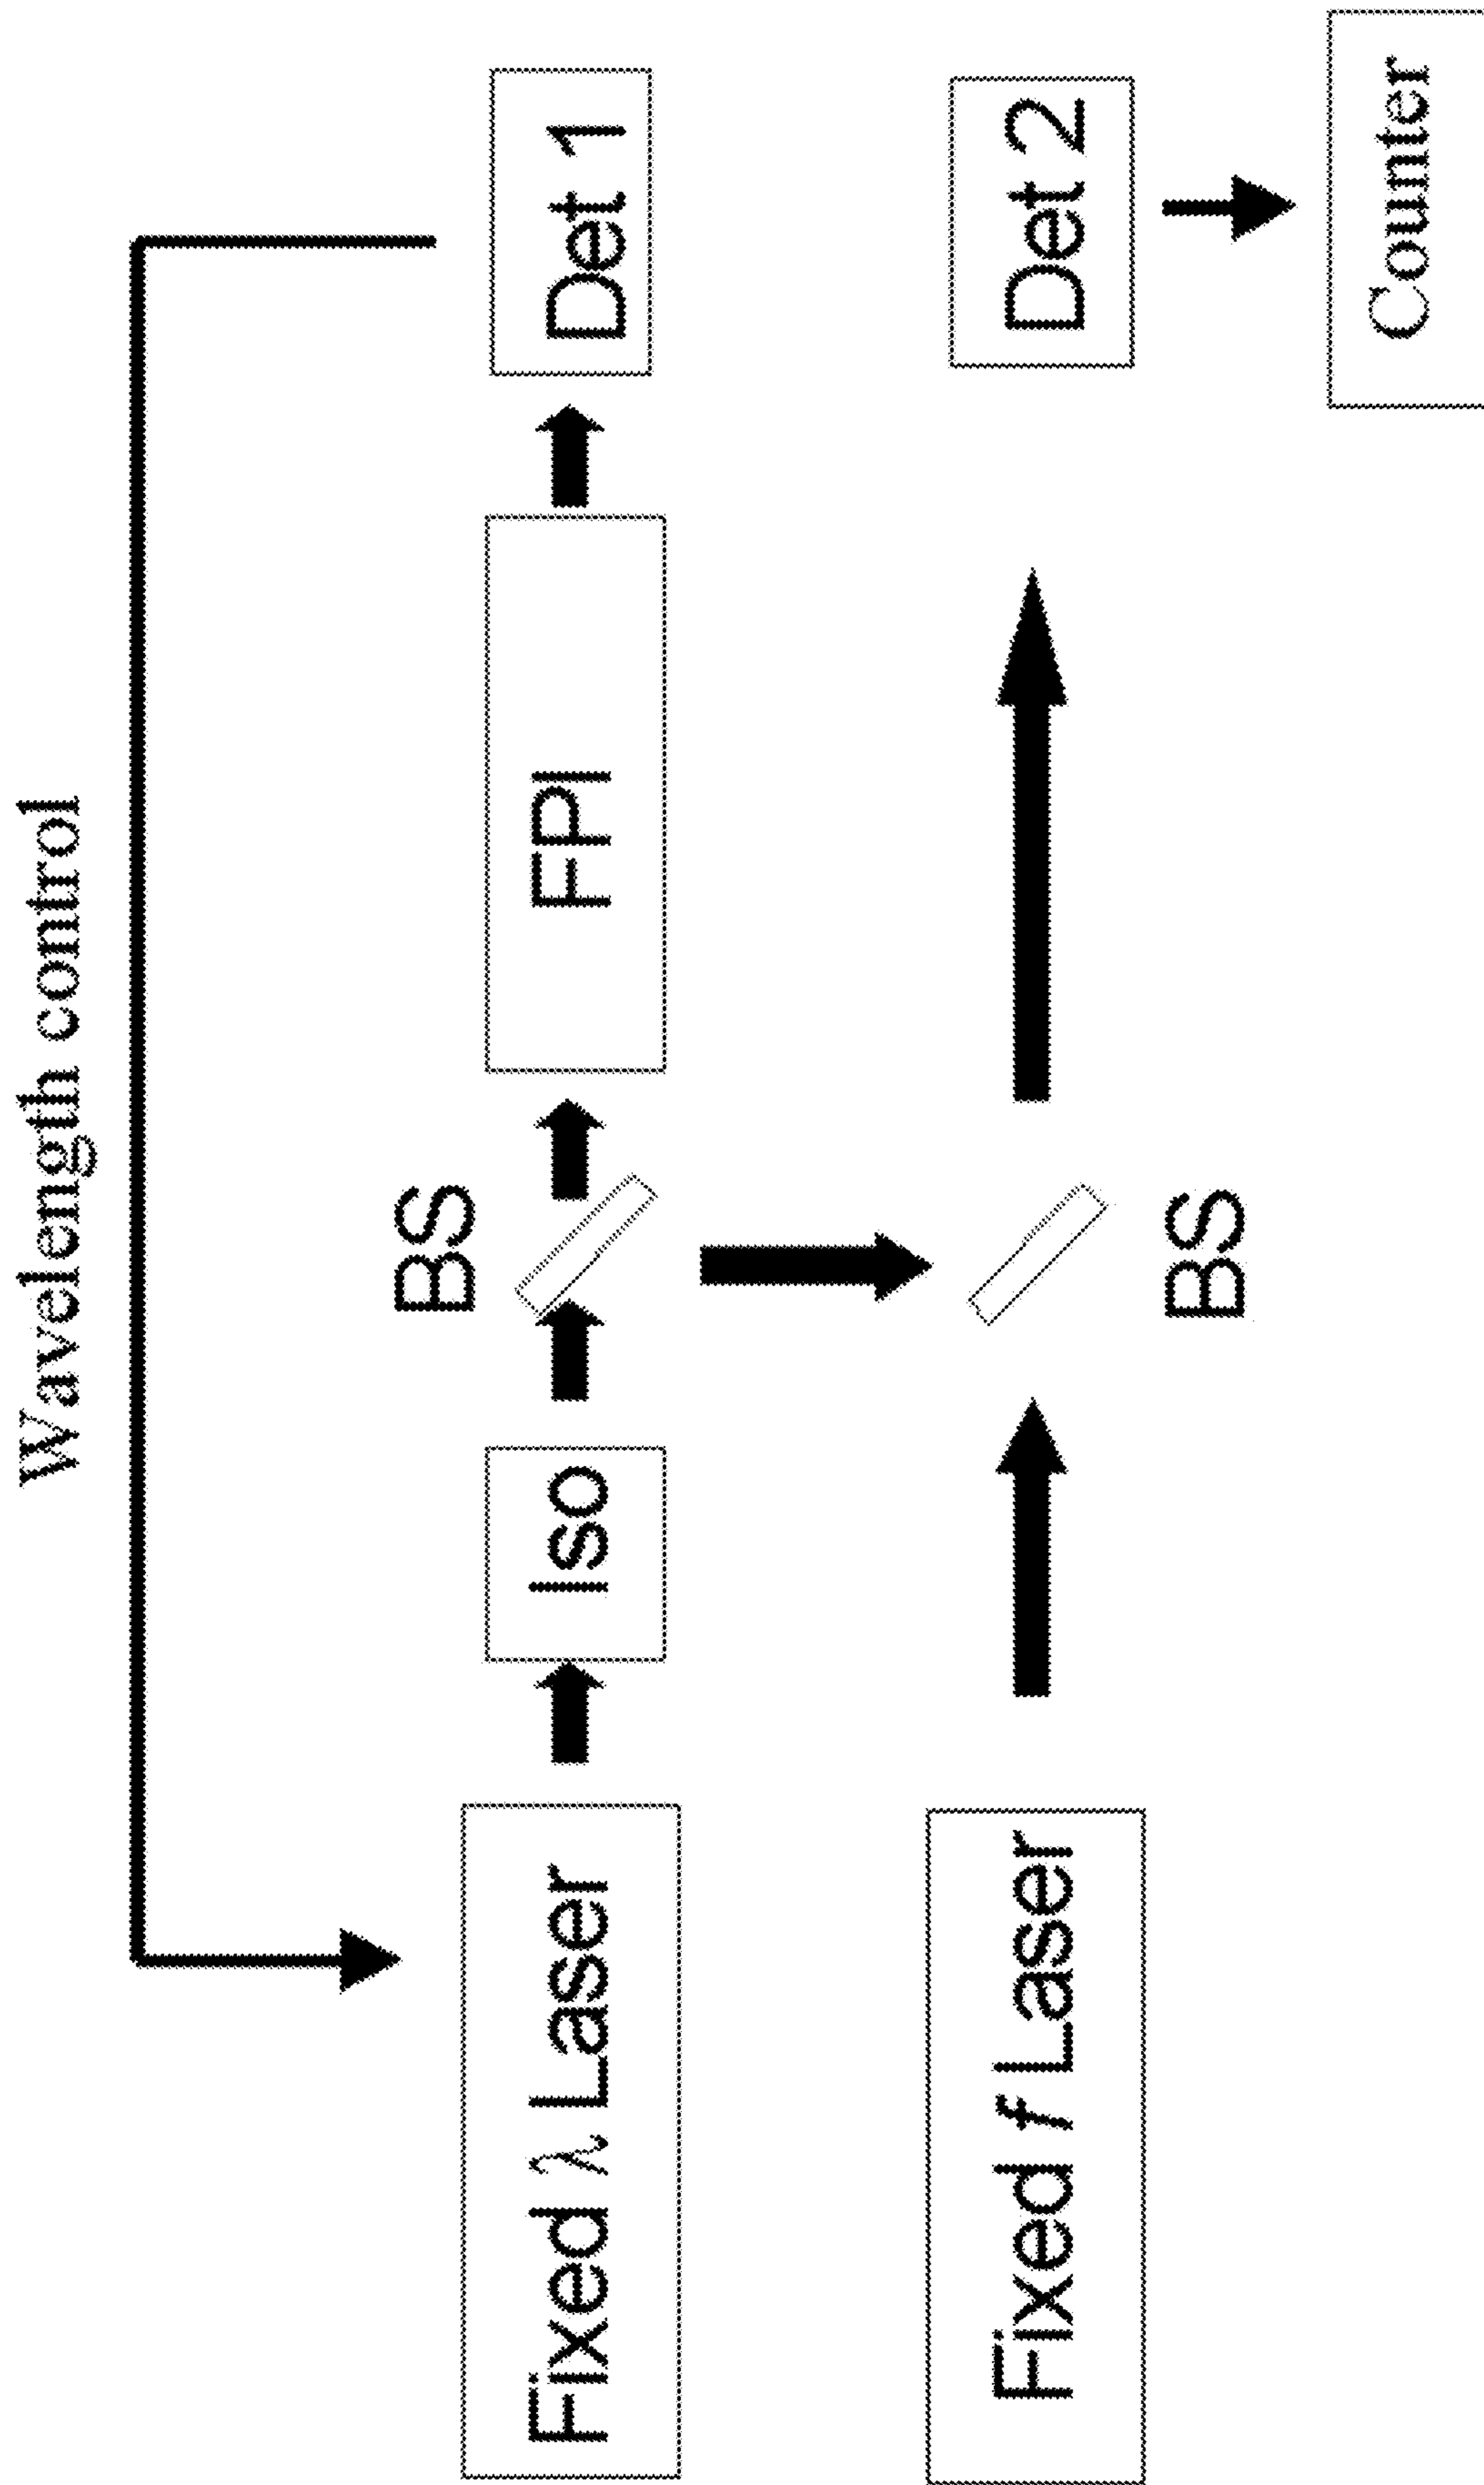 Wavelength control
BS
Fixed λ Laser
Iso
FPI
Det 1
Fixed f Laser
Det 2
BS
Counter